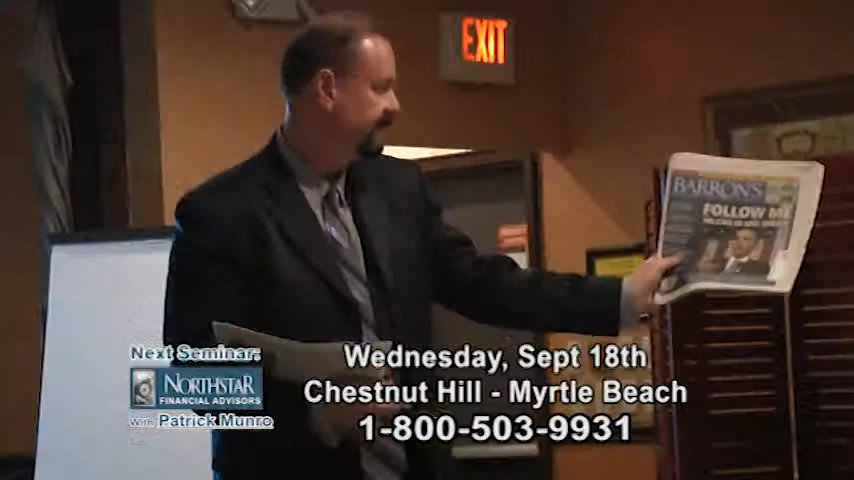 EXIT
BARRON'S
FOLLOW ME
Next Seminar:
NORTHSTAR
FINANCIAL ADVISORS
With Patrick Munro
Wednesday, Sept 18th
Chestnut Hill - Myrtle Beach
1-800-503-9931